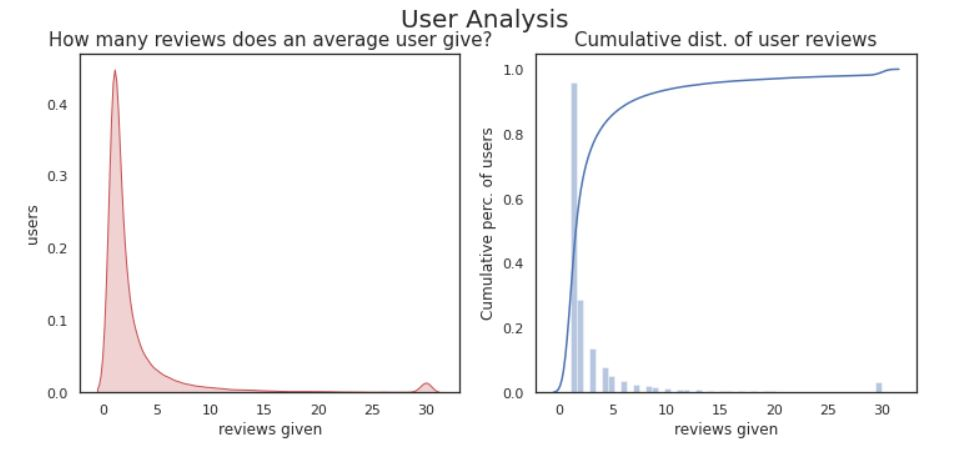 User Analysis
How many reviews does an average user give?
users
0.4
0.3
0.2
0.1
0.0
0 5 10 15 20 25 30
reviews given
Cumulative dist. of user reviews
Cumulative perc. of users
1.0
0.8
0.6
0.4
0.2
0.0
0 5 10 15 20 25 30
reviews given